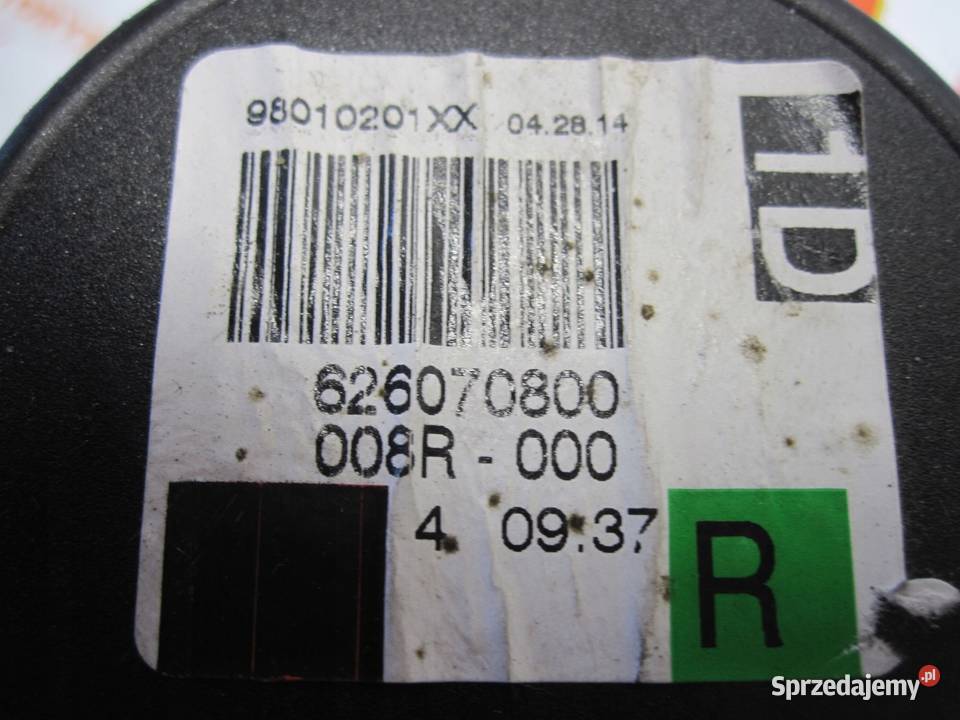 98010201XX 04.28.14
1D
626070800
008R - 000
4 09.37
R
Sprzedajemy.pl